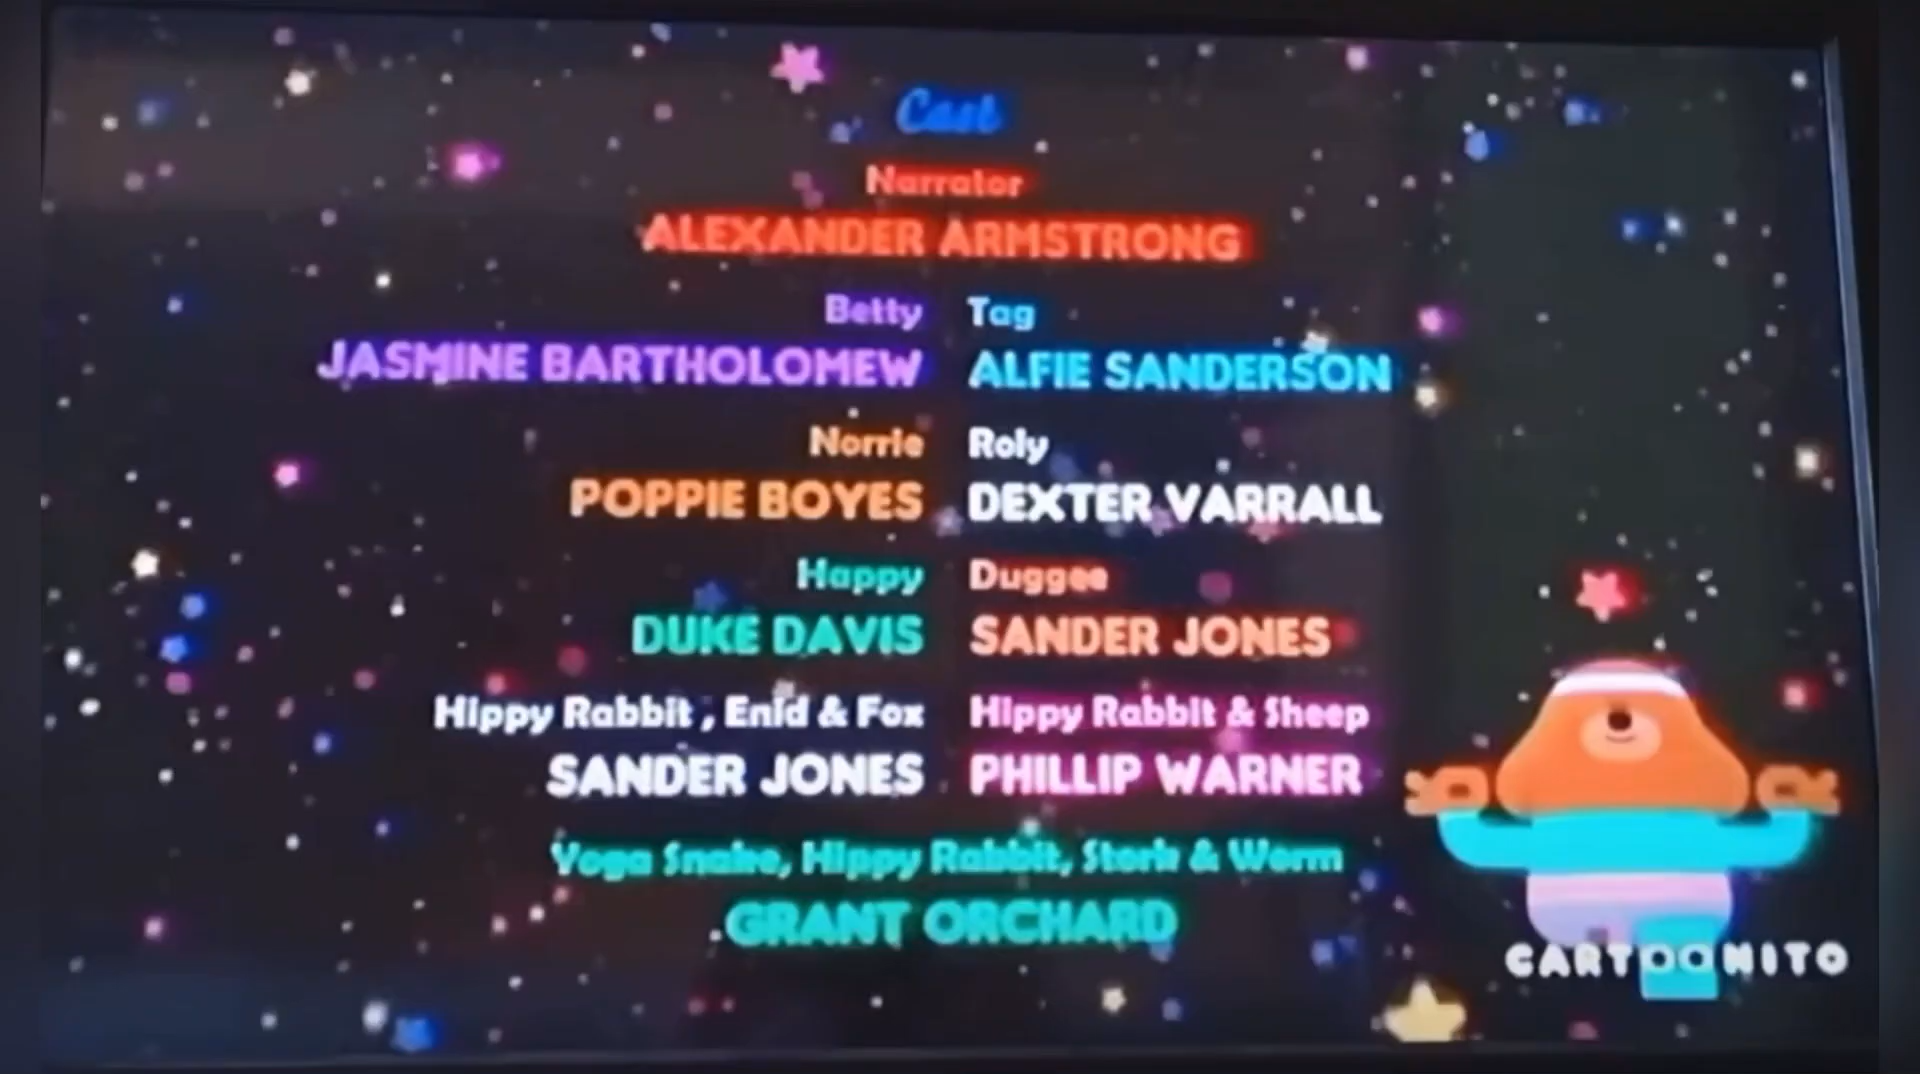 Cast
Narrator
ALEXANDER ARMSTRONG
Betty Tag
JASMINE BARTHOLOMEW ALFIE SANDERSON
Norrie Roly
POPPIE BOYES DEXTER VARRALL
Happy Duggee
DUKE DAVIS SANDER JONES
Hippy Rabbit , Enid & Fox Hippy Rabbit & Sheep
SANDER JONES PHILLIP WARNER
Yoga Snake, Hippy Rabbit, Stork & Worm
GRANT ORCHARD
CARTOONITO